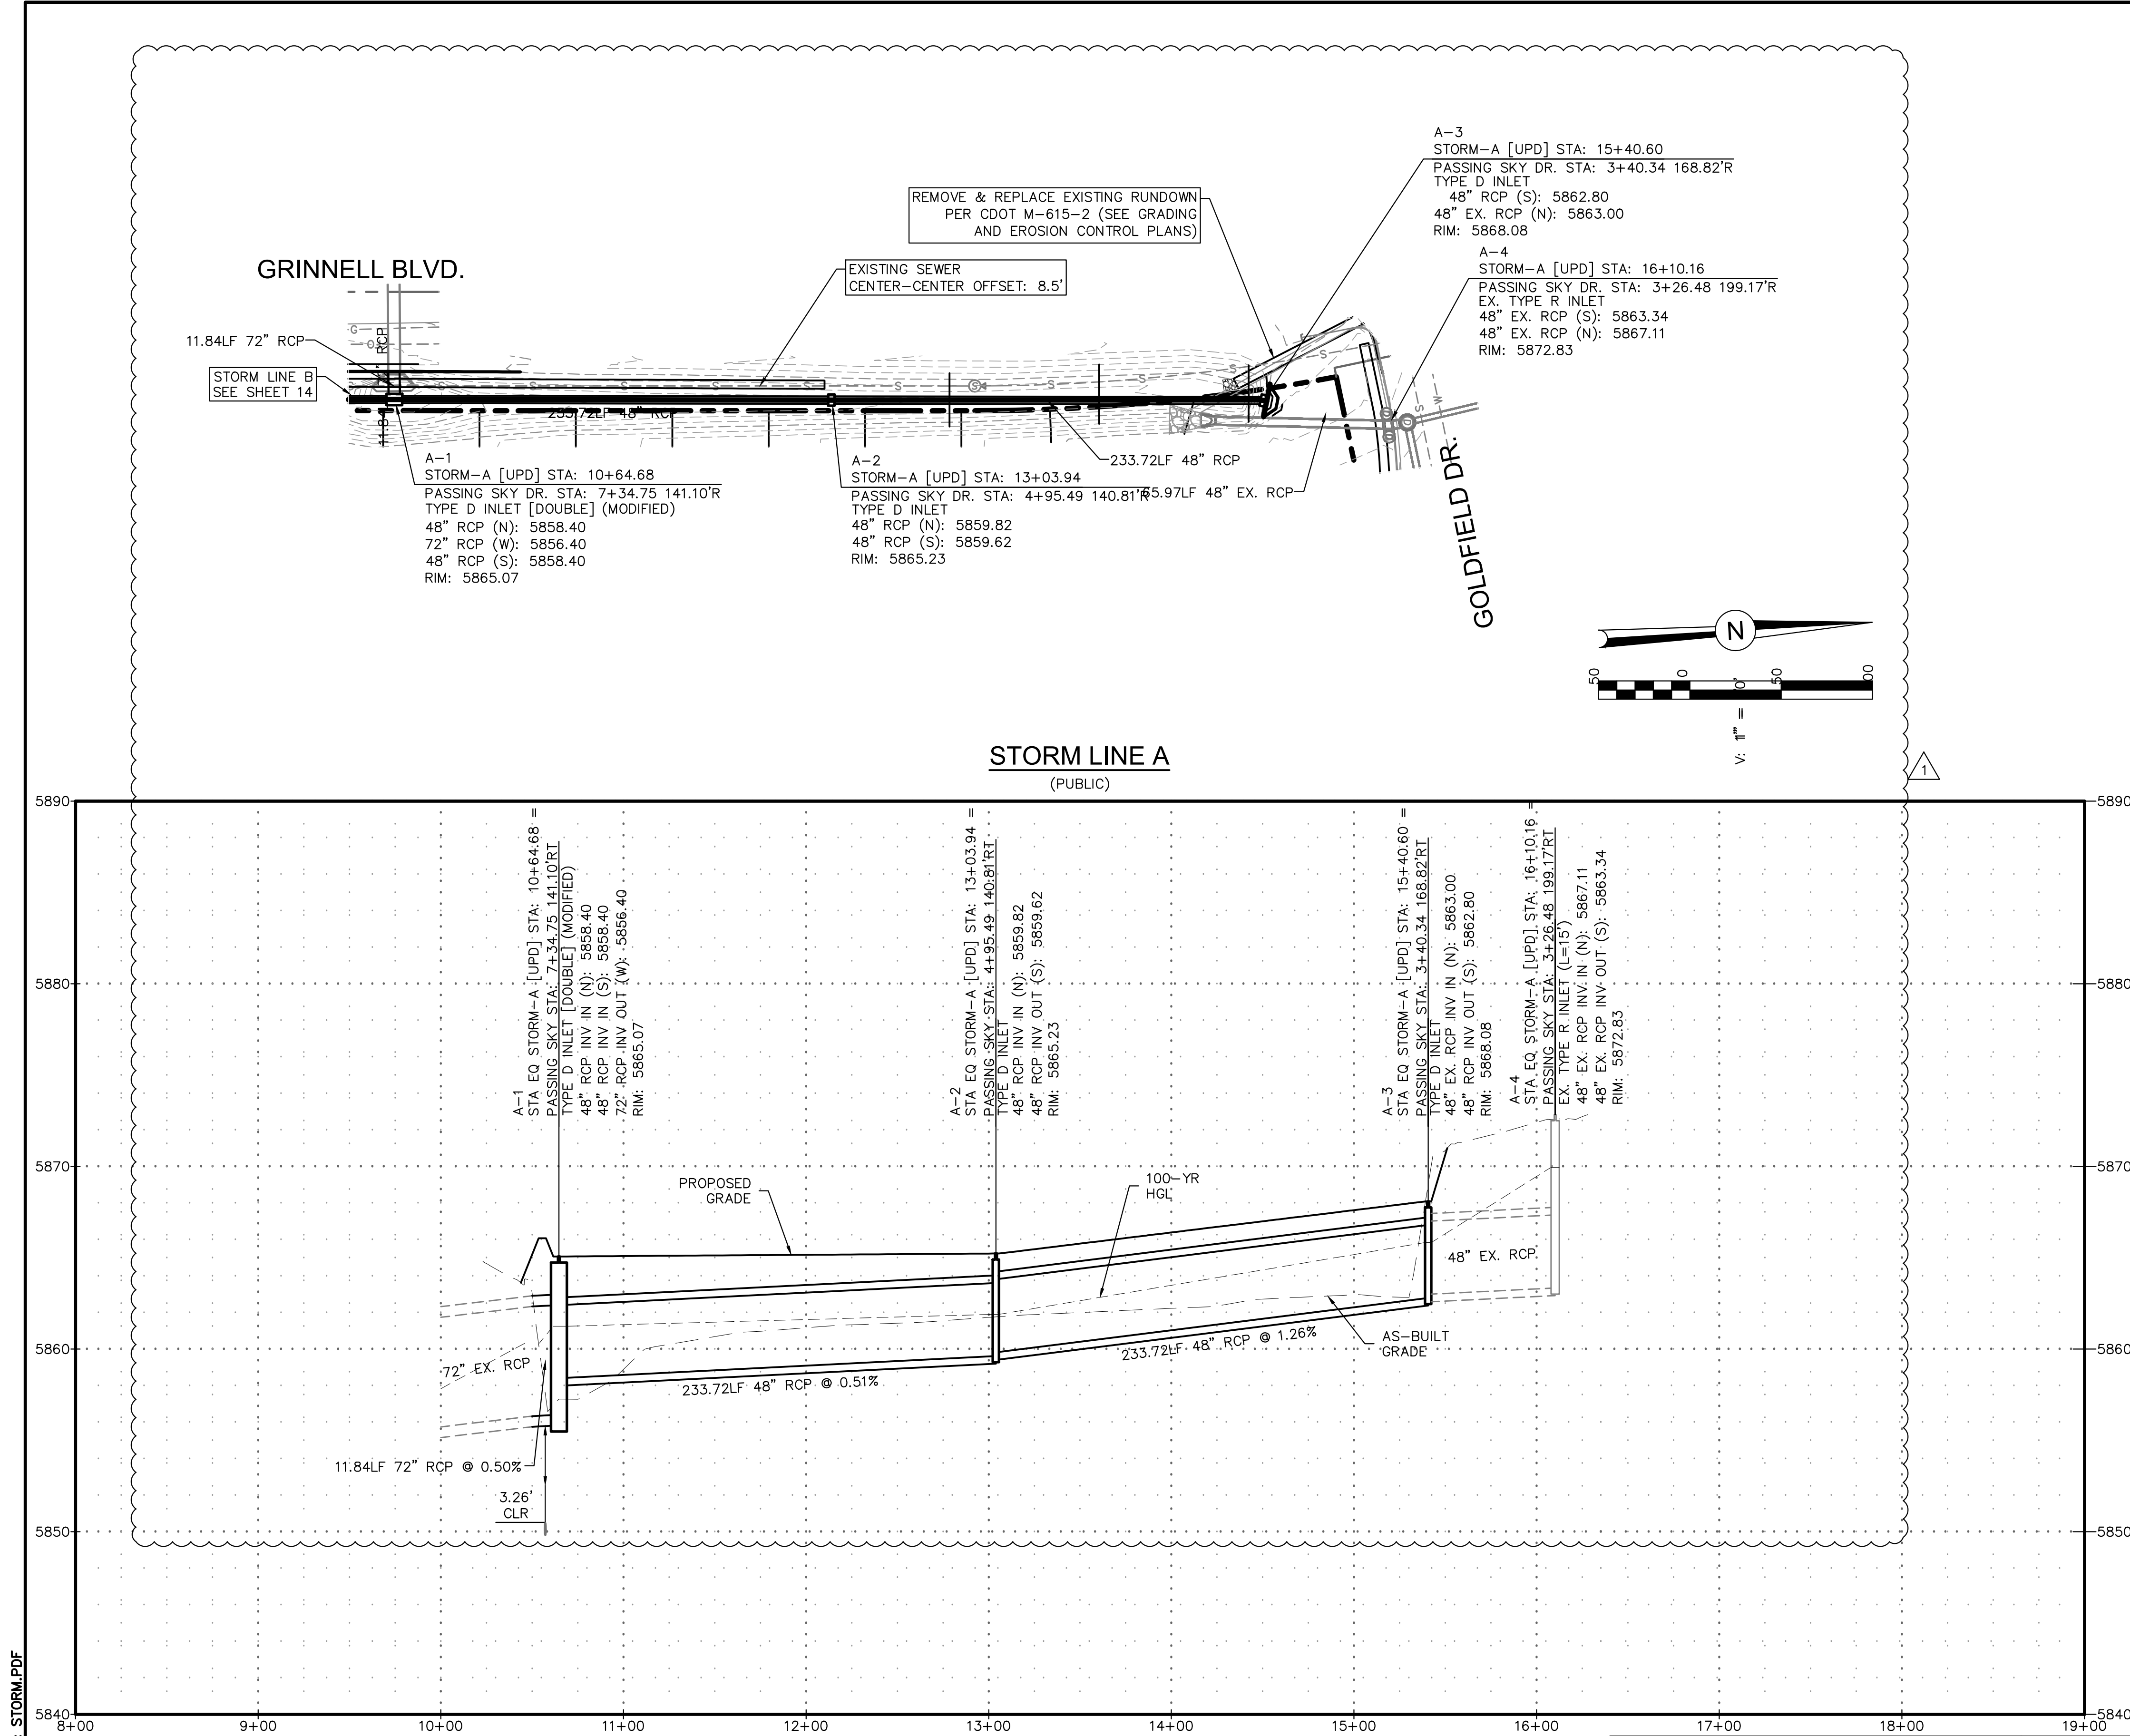 A-3
STORM-A [UPD] STA: 15+40.60
PASSING SKY DR. STA: 3+40.34 168.82'R
TYPE D INLET
48" RCP (S): 5862.80
48" EX. RCP (N): 5863.00
RIM: 5868.08
REMOVE & REPLACE EXISTING RUNDOWN
PER CDOT M-615-2 (SEE GRADING
AND EROSION CONTROL PLANS)
A-4
STORM-A [UPD] STA: 16+10.16
PASSING SKY DR. STA: 3+26.48 199.17'R
EX. TYPE R INLET
48" EX. RCP (S): 5863.34
48" EX. RCP (N): 5867.11
RIM: 5872.83
GRINNELL BLVD.
EXISTING SEWER
CENTER-CENTER OFFSET: 8.5'
11.84LF 72" RCP
STORM LINE B
SEE SHEET 14
233.72LF 48" RCP
A-1
STORM-A [UPD] STA: 10+64.68
PASSING SKY DR. STA: 7+34.75 141.10'R
TYPE D INLET [DOUBLE] (MODIFIED)
48" RCP (N): 5858.40
72" RCP (W): 5856.40
48" RCP (S): 5858.40
RIM: 5865.07
A-2
STORM-A [UPD] STA: 13+03.94
PASSING SKY DR. STA: 4+95.49 140.81'R
TYPE D INLET
48" RCP (N): 5859.82
48" RCP (S): 5859.62
RIM: 5865.23
233.72LF 48" RCP
65.97LF 48" EX. RCP
GOLDFIELD DR.
N
50
0
50
STORM LINE A
(PUBLIC)
1
5890
5880
5870
5860
5850
5840
A-1
STA EQ STORM-A [UPD] STA: 10+64.68 =
PASSING SKY STA: 7+34.75 141.10'RT
TYPE D INLET [DOUBLE] (MODIFIED)
48" RCP INV IN (N): 5858.40
48" RCP INV IN (S): 5858.40
72" RCP INV OUT (W): 5856.40
RIM: 5865.07
A-2
STA EQ STORM-A [UPD] STA: 13+03.94 =
PASSING SKY STA: 4+95.49 140.81'RT
TYPE D INLET
48" RCP INV IN (N): 5859.82
48" RCP INV OUT (S): 5859.62
RIM: 5865.23
A-3
STA EQ STORM-A [UPD] STA: 15+40.60 =
PASSING SKY STA: 3+40.34 168.82'RT
TYPE D INLET
48" EX. RCP INV IN (N): 5863.00
48" RCP INV OUT (S): 5862.80
RIM: 5868.08
A-4
STA EQ STORM-A [UPD] STA: 16+10.16 =
PASSING SKY STA: 3+26.48 199.17'RT
EX. TYPE R INLET (L=15')
48" EX. RCP INV IN (N): 5867.11
48" EX. RCP INV OUT (S): 5863.34
RIM: 5872.83
PROPOSED
GRADE
100-YR
HGL
48" EX. RCP
AS-BUILT
GRADE
72" EX. RCP
233.72LF 48" RCP @ 0.51%
233.72LF 48" RCP @ 1.26%
11.84LF 72" RCP @ 0.50%
3.26'
CLR
5890
5880
5870
5860
5850
5840
8+00
9+00
10+00
11+00
12+00
13+00
14+00
15+00
16+00
17+00
18+00
19+00
STORM.PDF